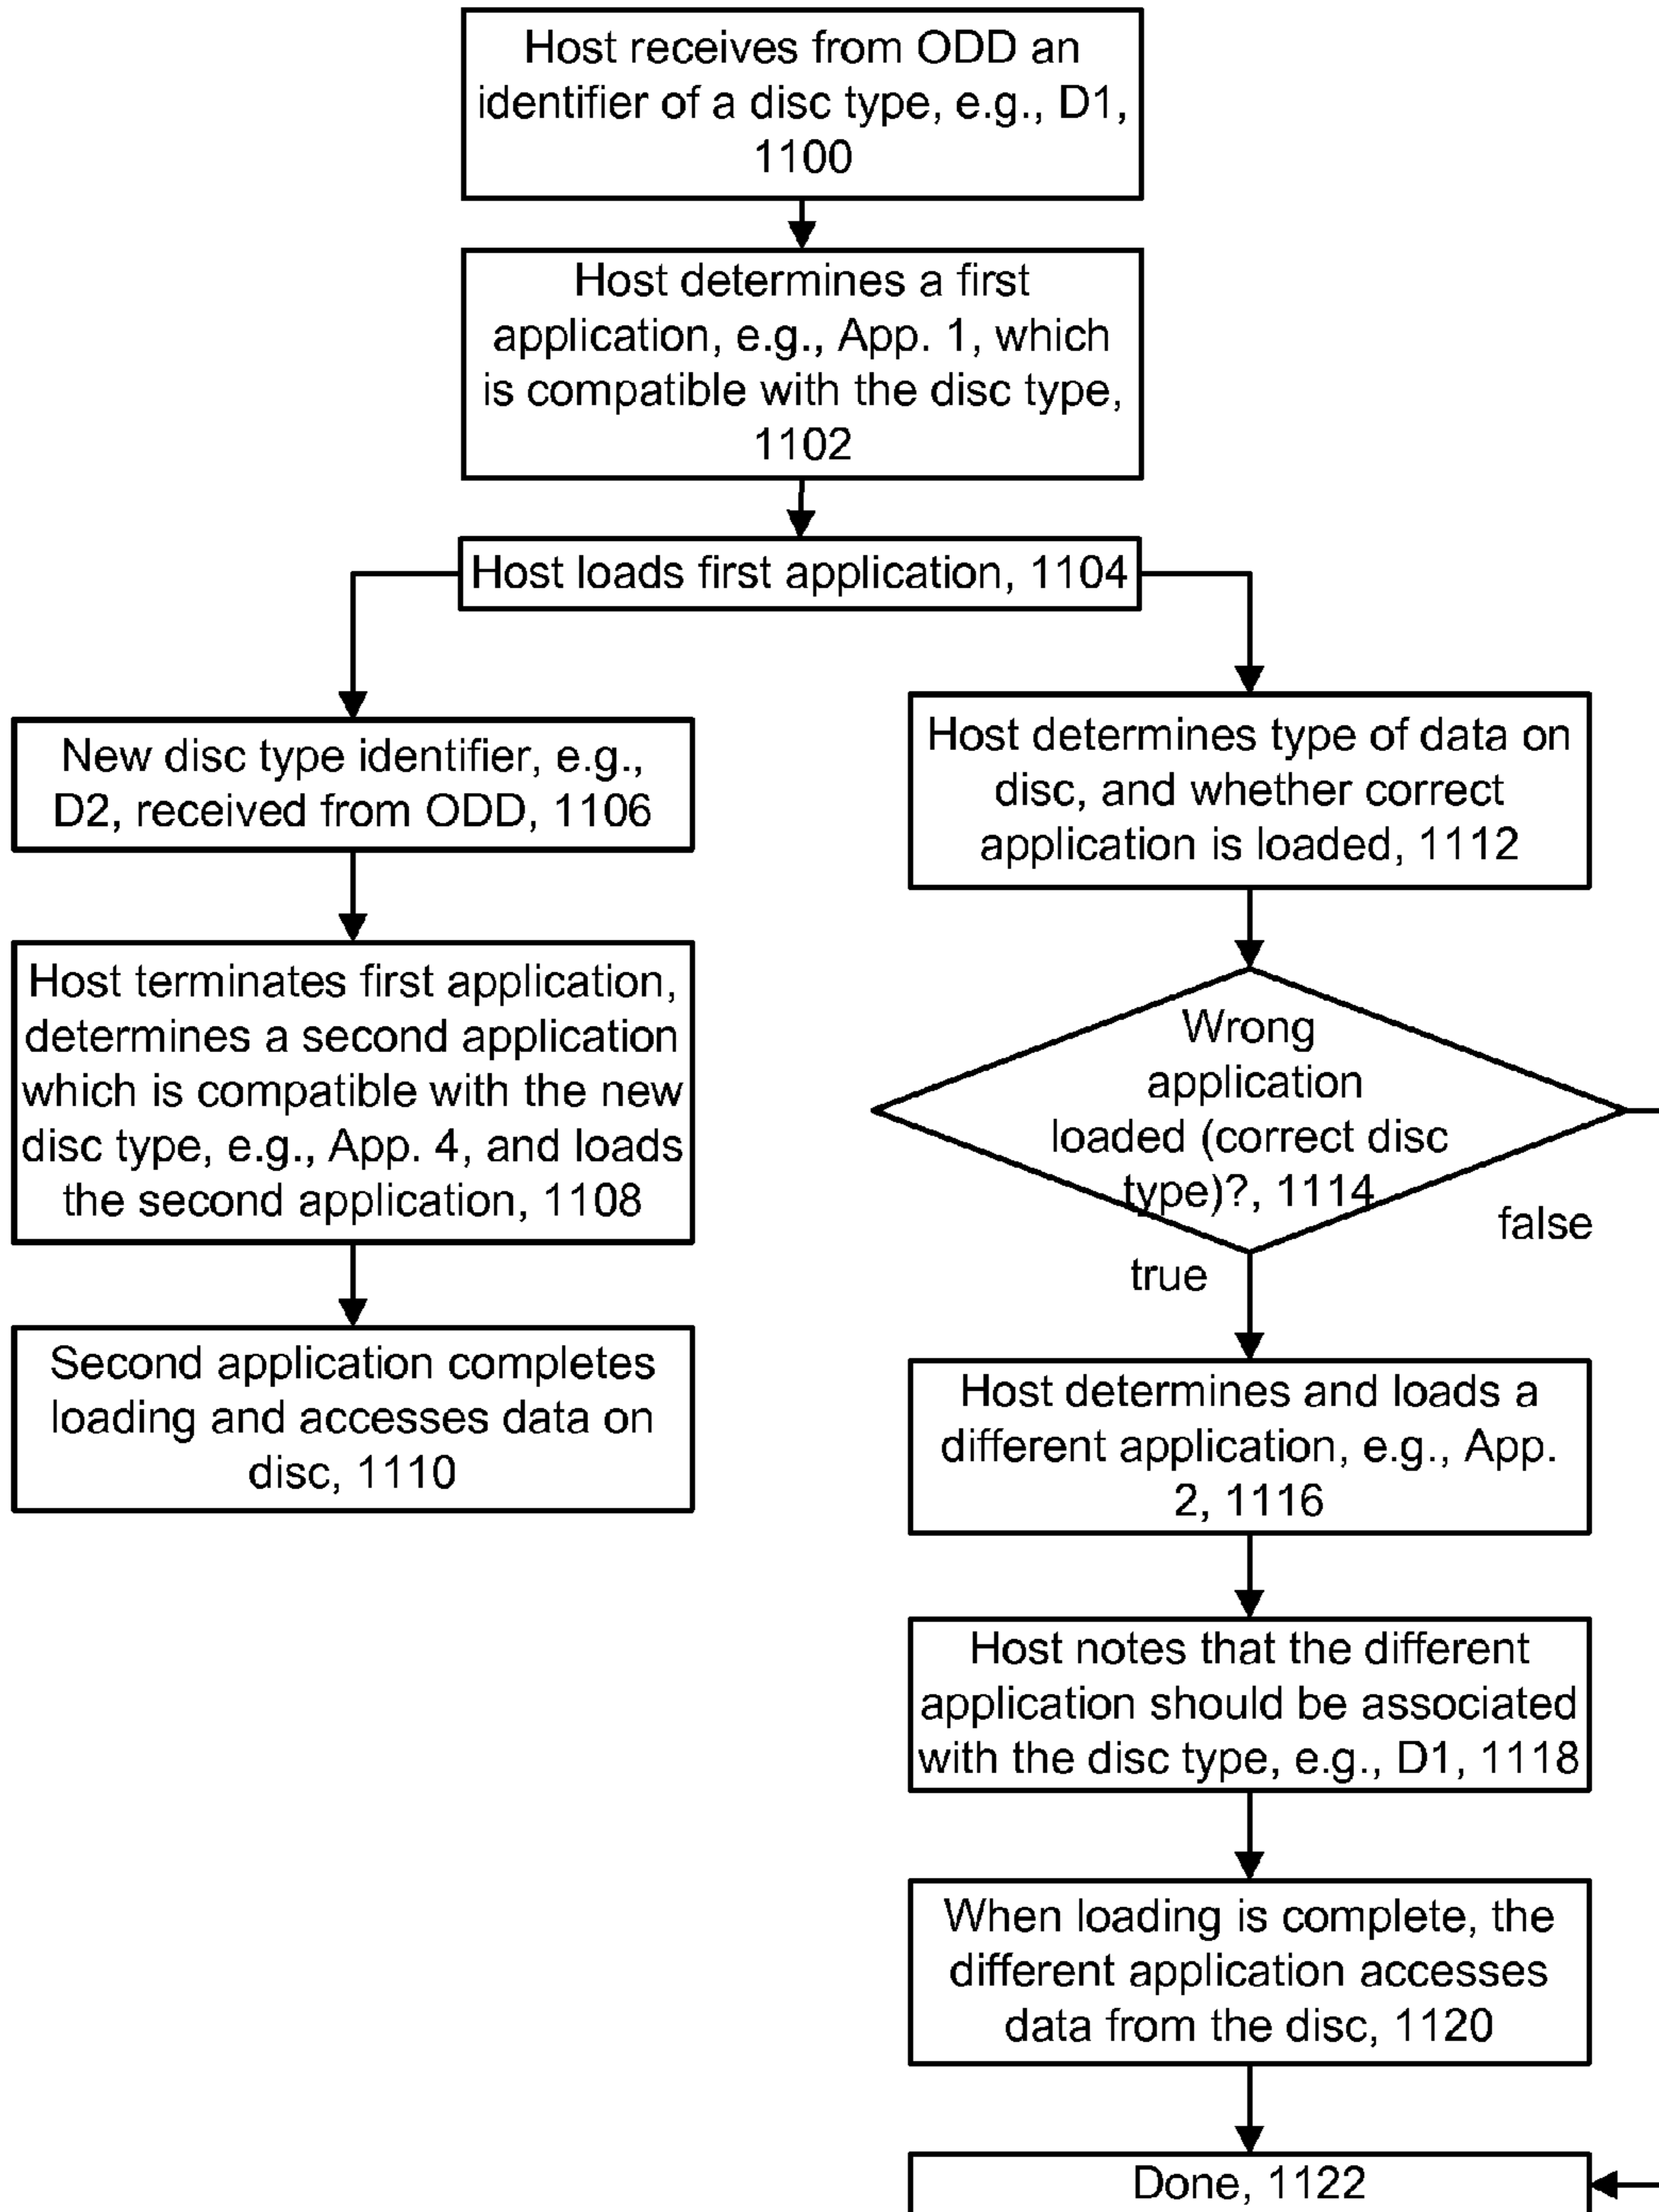 Host receives from ODD an
identifier of a disc type, e.g., D1,
1100
Host determines a first
application, e.g., App. 1, which
is compatible with the disc type,
1102
Host loads first application, 1104
New disc type identifier, e.g.,
D2, received from ODD, 1106
Host terminates first application,
determines a second application
which is compatible with the new
disc type, e.g., App. 4, and loads
the second application, 1108
Second application completes
loading and accesses data on
disc, 1110
Host determines type of data on
disc, and whether correct
application is loaded, 1112
Wrong
application
loaded (correct disc
type)?, 1114
false
true
Host determines and loads a
different application, e.g., App.
2, 1116
Host notes that the different
application should be associated
with the disc type, e.g., D1, 1118
When loading is complete, the
different application accesses
data from the disc, 1120
Done, 1122